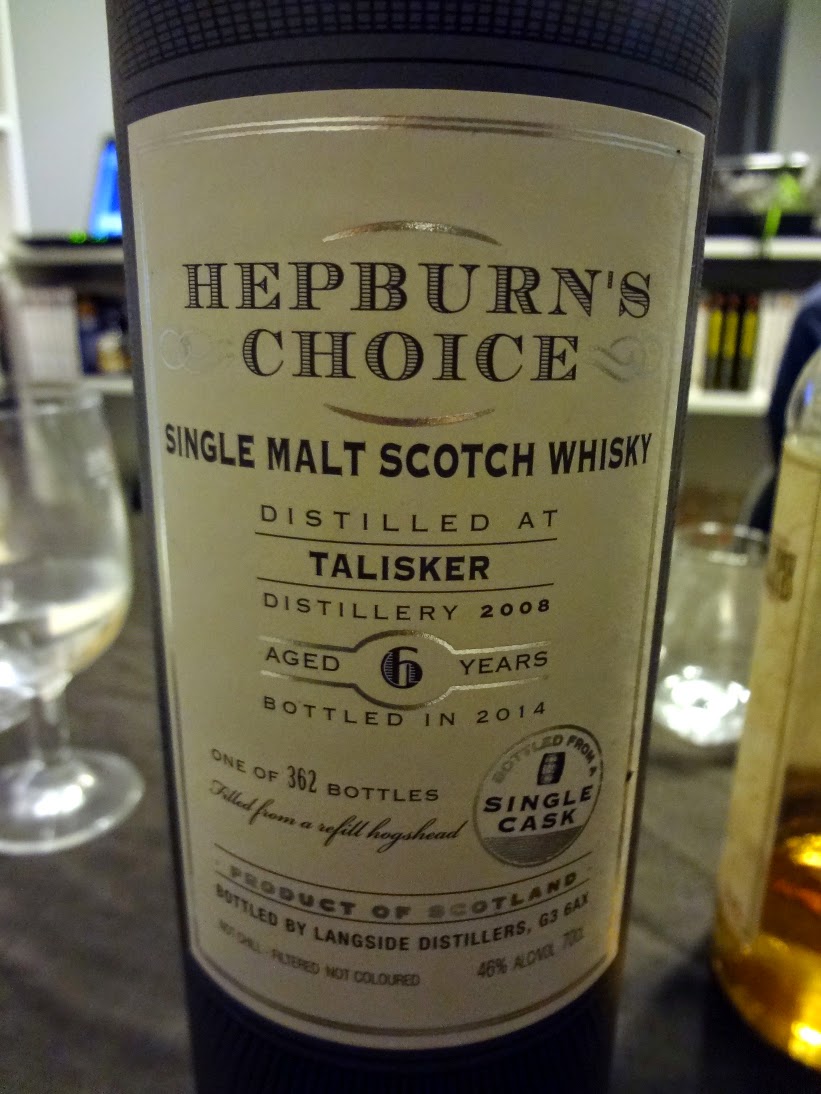 HEPBURN'S
CHOICE
SINGLE MALT SCOTCH WHISKY
DISTILLED AT
TALISKER
DISTILLERY 2008
AGED 6 YEARS
BOTTLED IN 2014
ONE OF 362 BOTTLES
Filled from a refill hogshead
BOTTLED FROM A
SINGLE
CASK
PRODUCT OF SCOTLAND
BOTTLED BY LANGSIDE DISTILLERS, G3 6AX
NOT CHILL - FILTERED NOT COLOURED
46% ALC/VOL 70CL